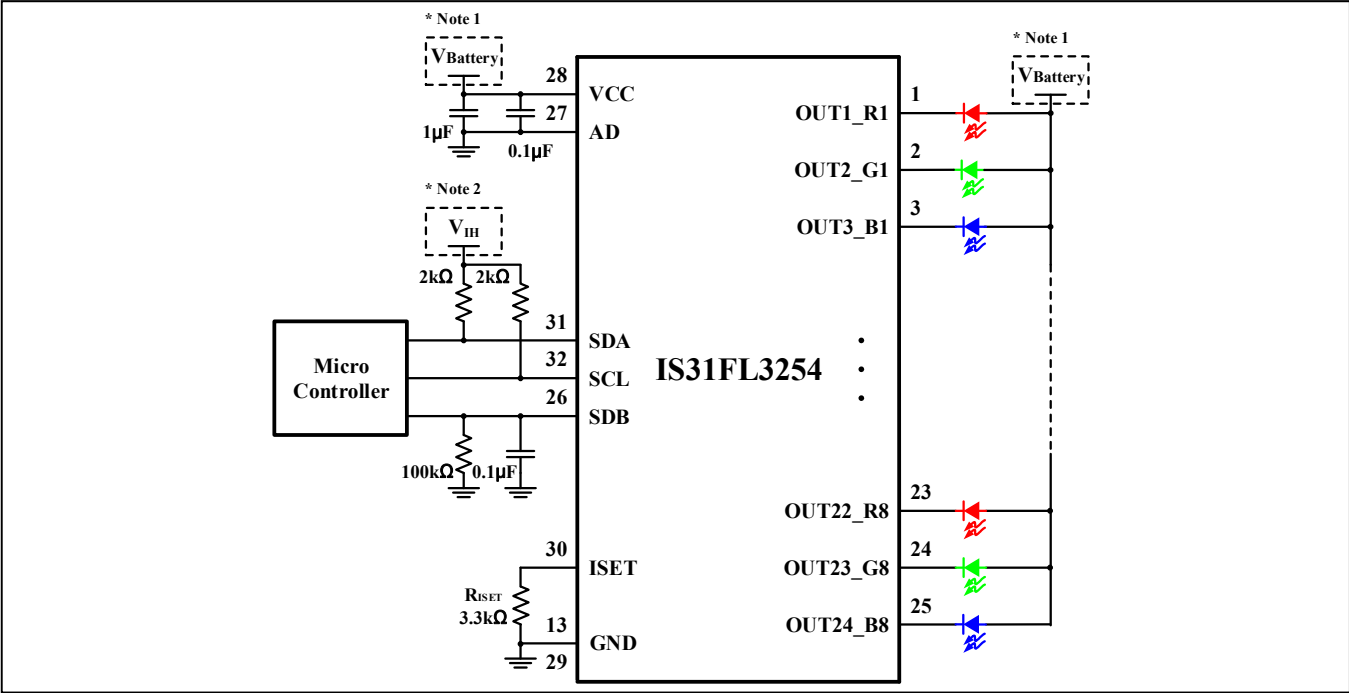 * Note 1
VBattery
28
VCC
27
AD
1µF
0.1µF
* Note 2
VIH
2kΩ 2kΩ
31
SDA
32
SCL
26
SDB
Micro
Controller
100kΩ 0.1µF
30
ISET
RISET
3.3kΩ
13
GND
29
IS31FL3254
* Note 1
VBattery
1
OUT1_R1
2
OUT2_G1
3
OUT3_B1
23
OUT22_R8
24
OUT23_G8
25
OUT24_B8